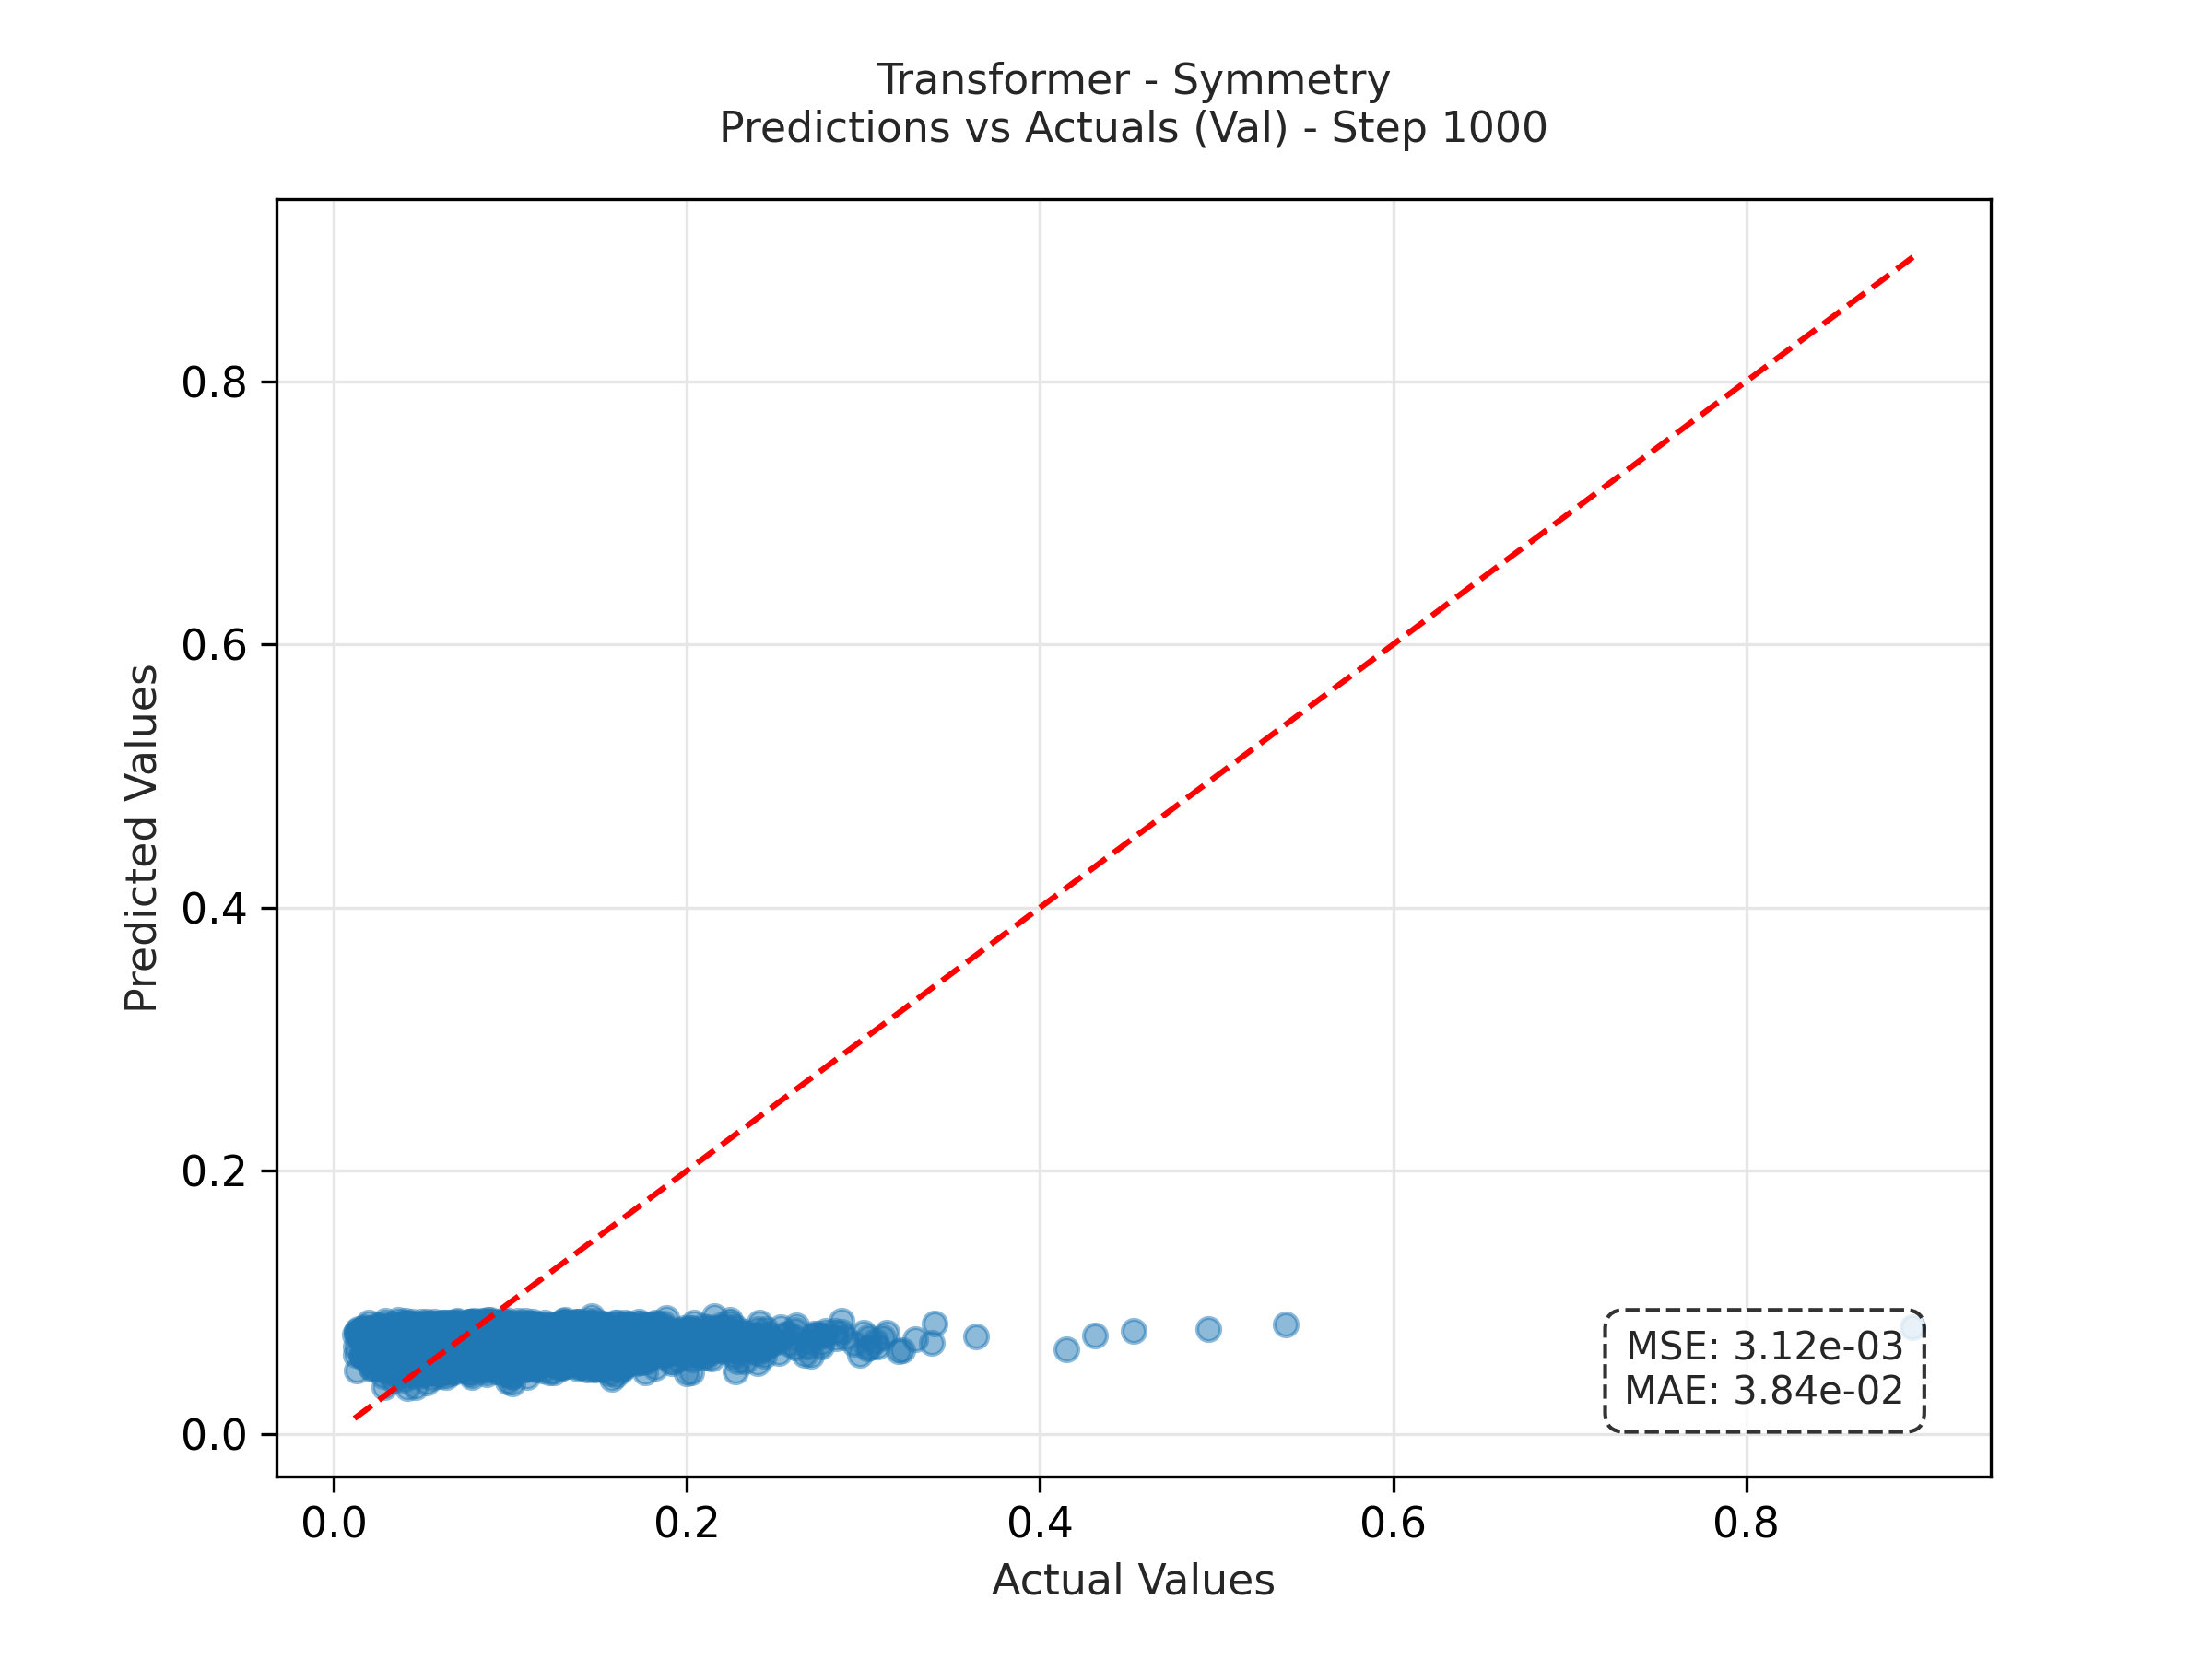 Transformer - Symmetry
Predictions vs Actuals (Val) - Step 1000
Predicted Values
0.8
0.6
0.4
0.2
0.0
MSE: 3.12e-03
MAE: 3.84e-02
0.0 0.2 0.4 0.6 0.8
Actual Values